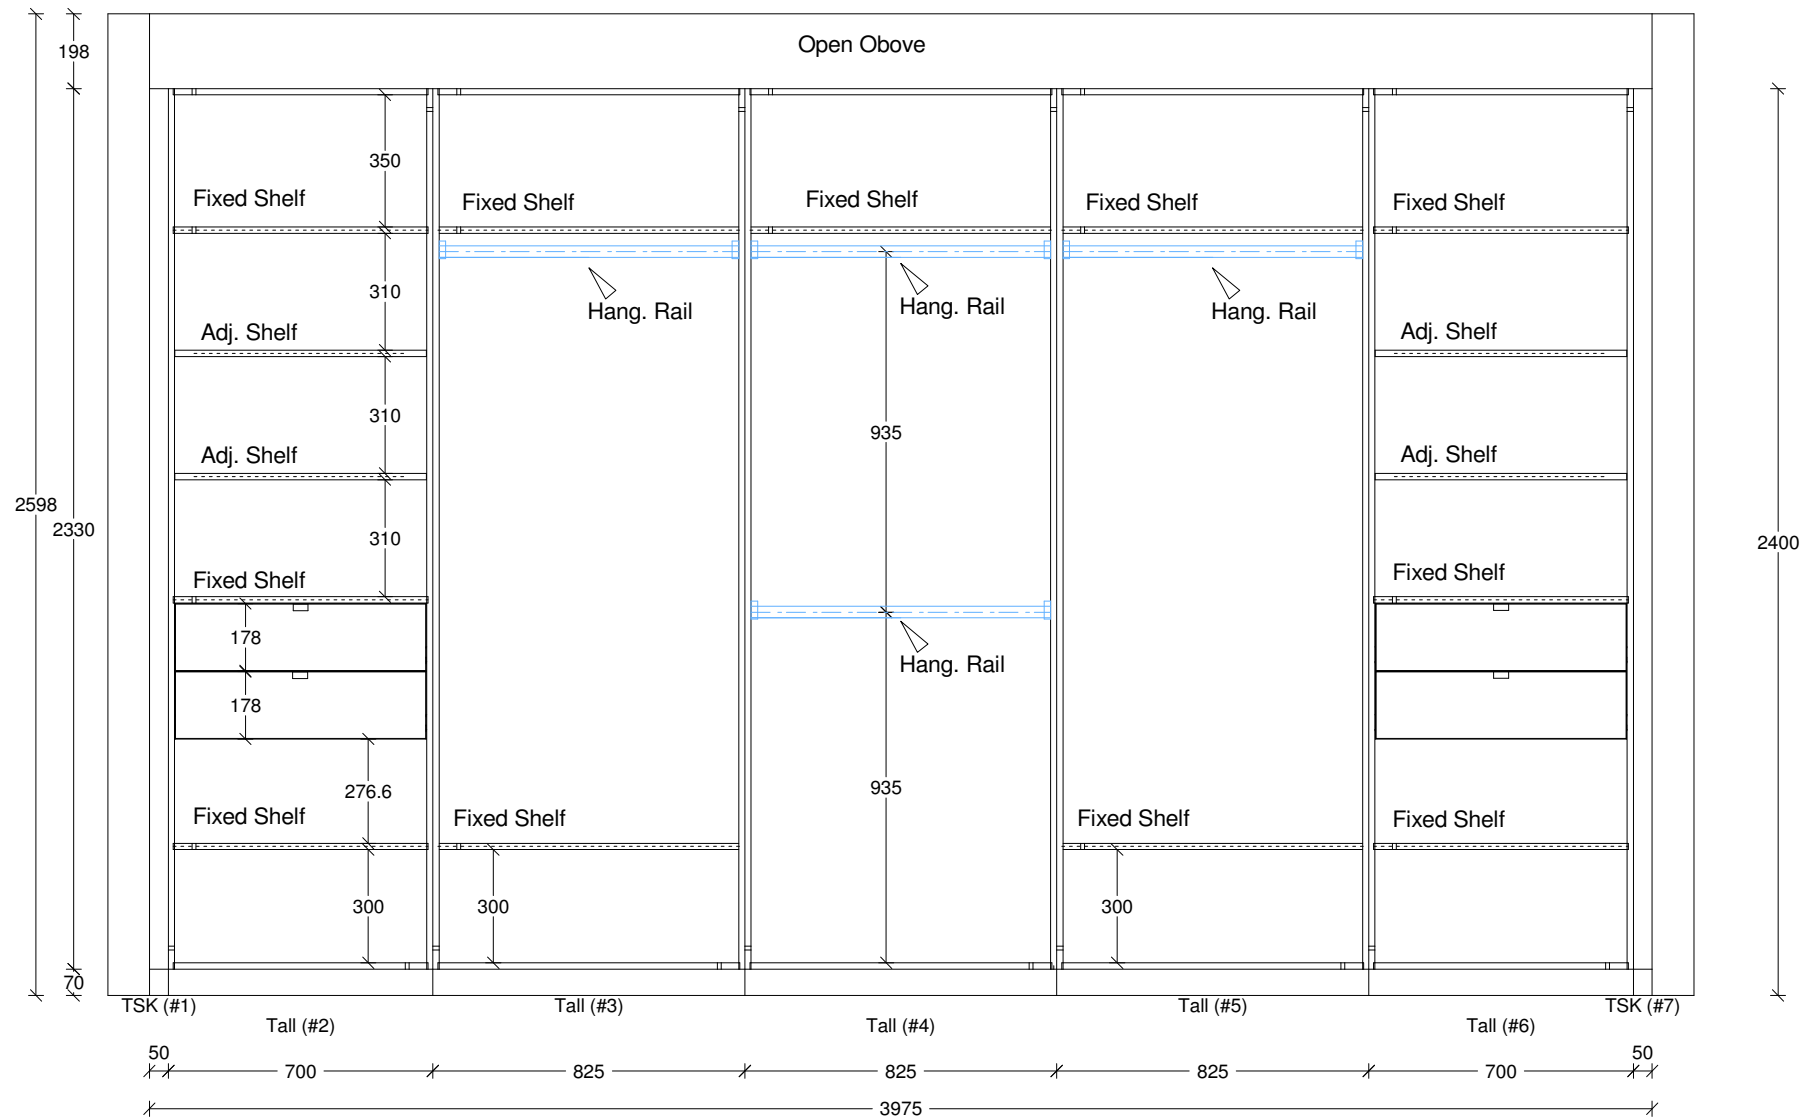 Open Obove
198
350
Fixed Shelf
Fixed Shelf
Fixed Shelf
Fixed Shelf
Fixed Shelf
310
Hang. Rail
Hang. Rail
Hang. Rail
Adj. Shelf
Adj. Shelf
310
935
Adj. Shelf
Adj. Shelf
2598
2330
310
2400
Fixed Shelf
Fixed Shelf
178
Hang. Rail
178
276.6
935
Fixed Shelf
Fixed Shelf
Fixed Shelf
Fixed Shelf
300
300
300
70
TSK (#1)
Tall (#3)
Tall (#5)
TSK (#7)
Tall (#2)
Tall (#4)
Tall (#6)
50
50
700
825
825
825
700
3975